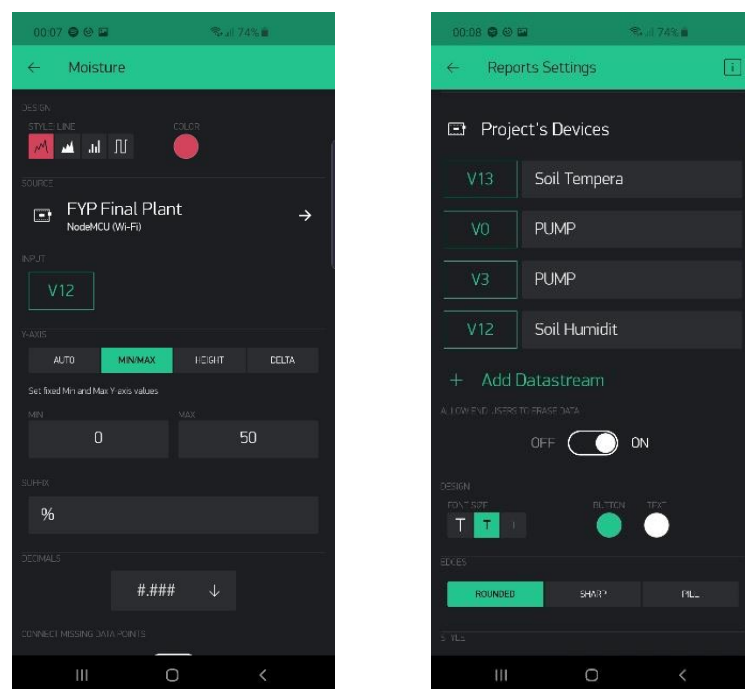 00:07
74%
Moisture
DESIGN
STYLE: LINE
COLOR
SOURCE
FYP Final Plant
NodeMCU (Wi-Fi)
INPUT
V12
Y-AXIS
AUTO
MIN/MAX
HEIGHT
DELTA
Set fixed Min and Max Y-axis values
MIN
MAX
0
50
SUFFIX
%
DECIMALS
#.###
CONNECT MISSING DATA POINTS
00:08
74%
Reports Settings
i
Project's Devices
V13 Soil Tempera
V0 PUMP
V3 PUMP
V12 Soil Humidit
+ Add Datastream
ALLOW END USERS TO ERASE DATA
OFF
ON
DESIGN
FONT SIZE
BUTTON
TEXT
T T
EDGES
ROUNDED
SHARP
PILL
STYLE